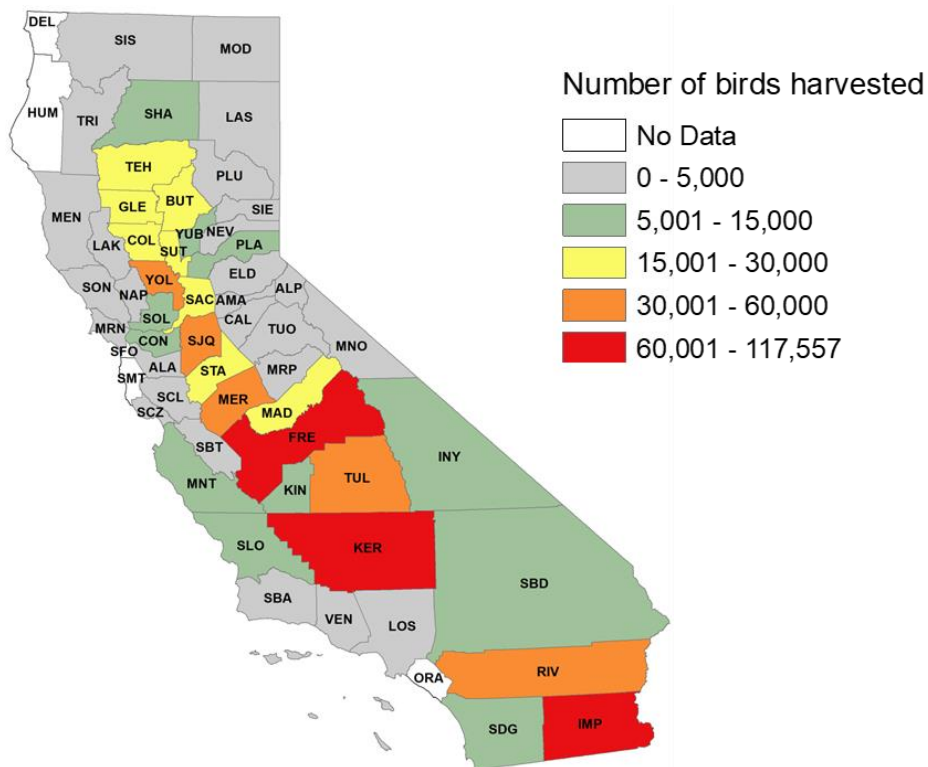 DEL
SIS
MOD
HUM
TRI
SHA
LAS
TEH
PLU
MEN
GLE
BUT
SIE
LAK
COL
SUT
YUB
NEV
PLA
SON
NAP
YOL
SAC
ELD
AMA
ALP
MRN
SOL
CAL
CON
SJQ
TUO
MNO
SFO
ALA
STA
MRP
SMT
SCL
SCZ
MER
MAD
SBT
FRE
MNT
KIN
TUL
INY
SLO
KER
SBD
SBA
VEN
LOS
ORA
RIV
SDG
IMP
Number of birds harvested
No Data
0 - 5,000
5,001 - 15,000
15,001 - 30,000
30,001 - 60,000
60,001 - 117,557